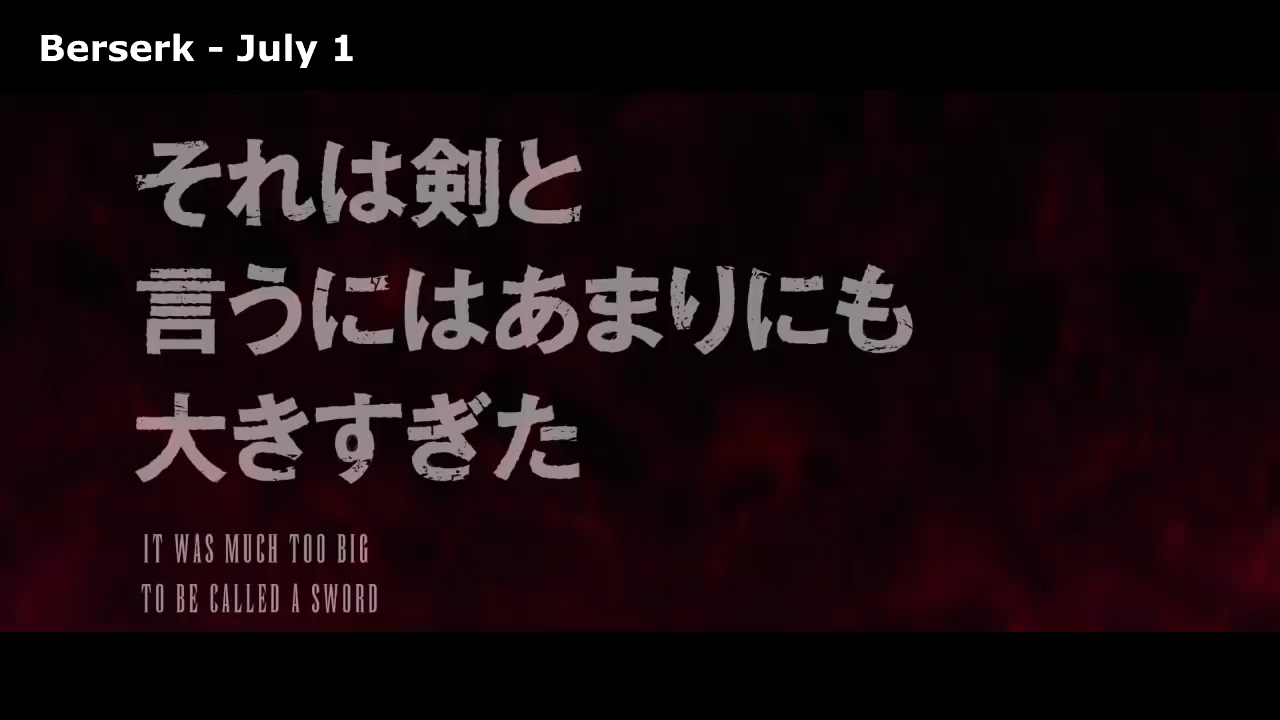 Berserk - July 1
それは剣と
言うにはあまりにも
大きすぎた
IT WAS MUCH TOO BIG
TO BE CALLED A SWORD